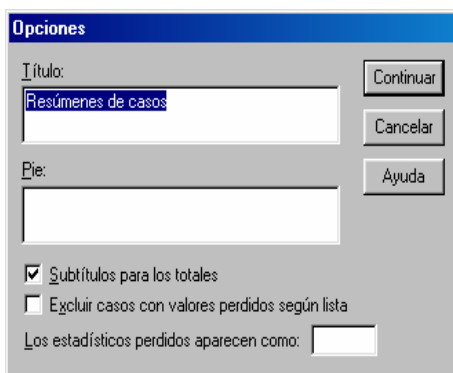 Opciones
Título:
Resúmenes de casos
Continuar
Cancelar
Pie:
Ayuda
Subtítulos para los totales
Excluir casos con valores perdidos según lista
Los estadísticos perdidos aparecen como: